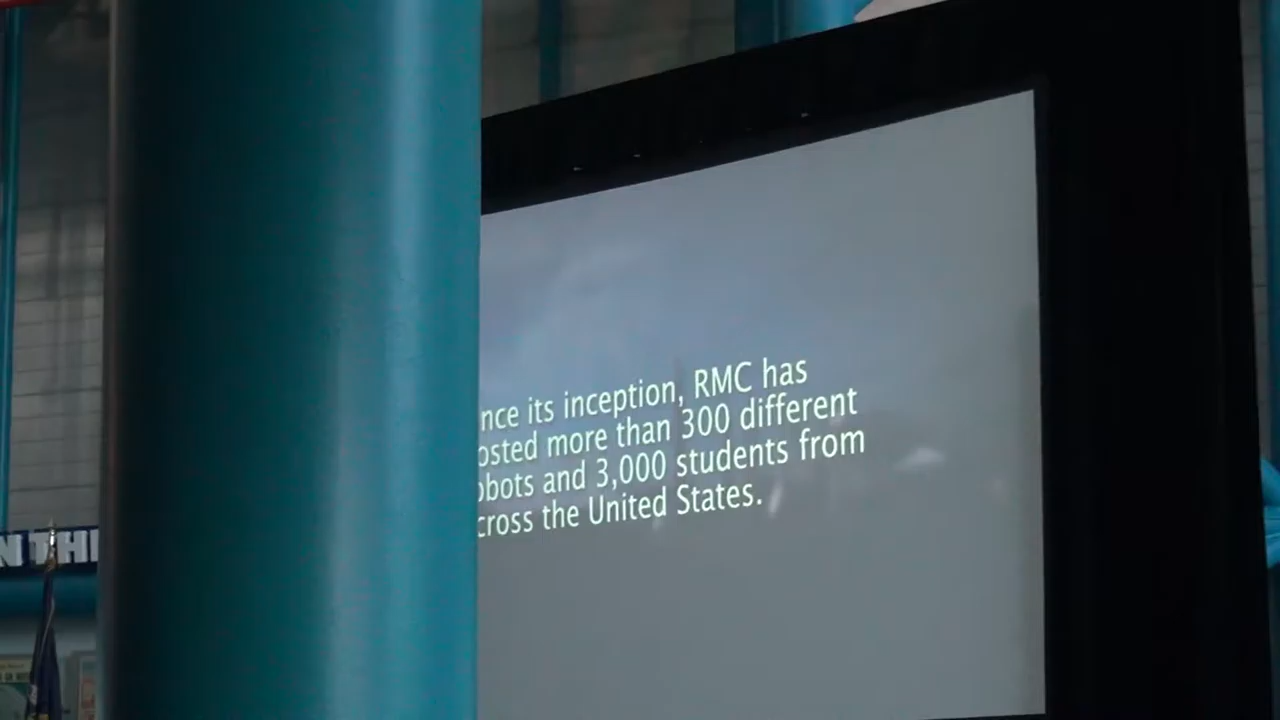 nce its inception, RMC has
osted more than 300 different
obots and 3,000 students from
cross the United States.
N THI